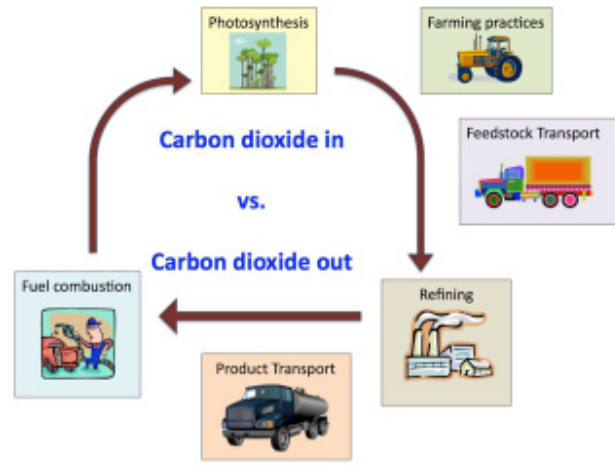 Photosynthesis
Farming practices
Carbon dioxide in
Feedstock Transport
vs.
Carbon dioxide out
Fuel combustion
Refining
Product Transport